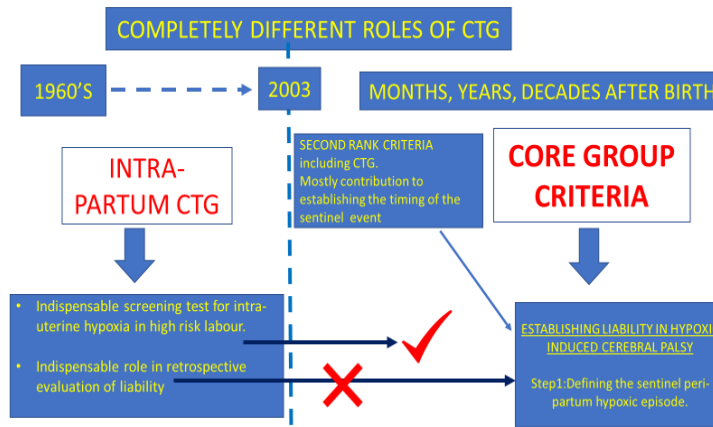 COMPLETELY DIFFERENT ROLES OF CTG
1960'S
2003
MONTHS, YEARS, DECADES AFTER BIRTH
INTRA-
PARTUM CTG
SECOND RANK CRITERIA
including CTG.
Mostly contribution to
establishing the timing of the
sentinel event
CORE GROUP
CRITERIA
• Indispensable screening test for intra-
uterine hypoxia in high risk labour.
• Indispensable role in retrospective
evaluation of liability
ESTABLISHING LIABILITY IN HYPOXI
INDUCED CEREBRAL PALSY
Step1:Defining the sentinel peri-
partum hypoxic episode.